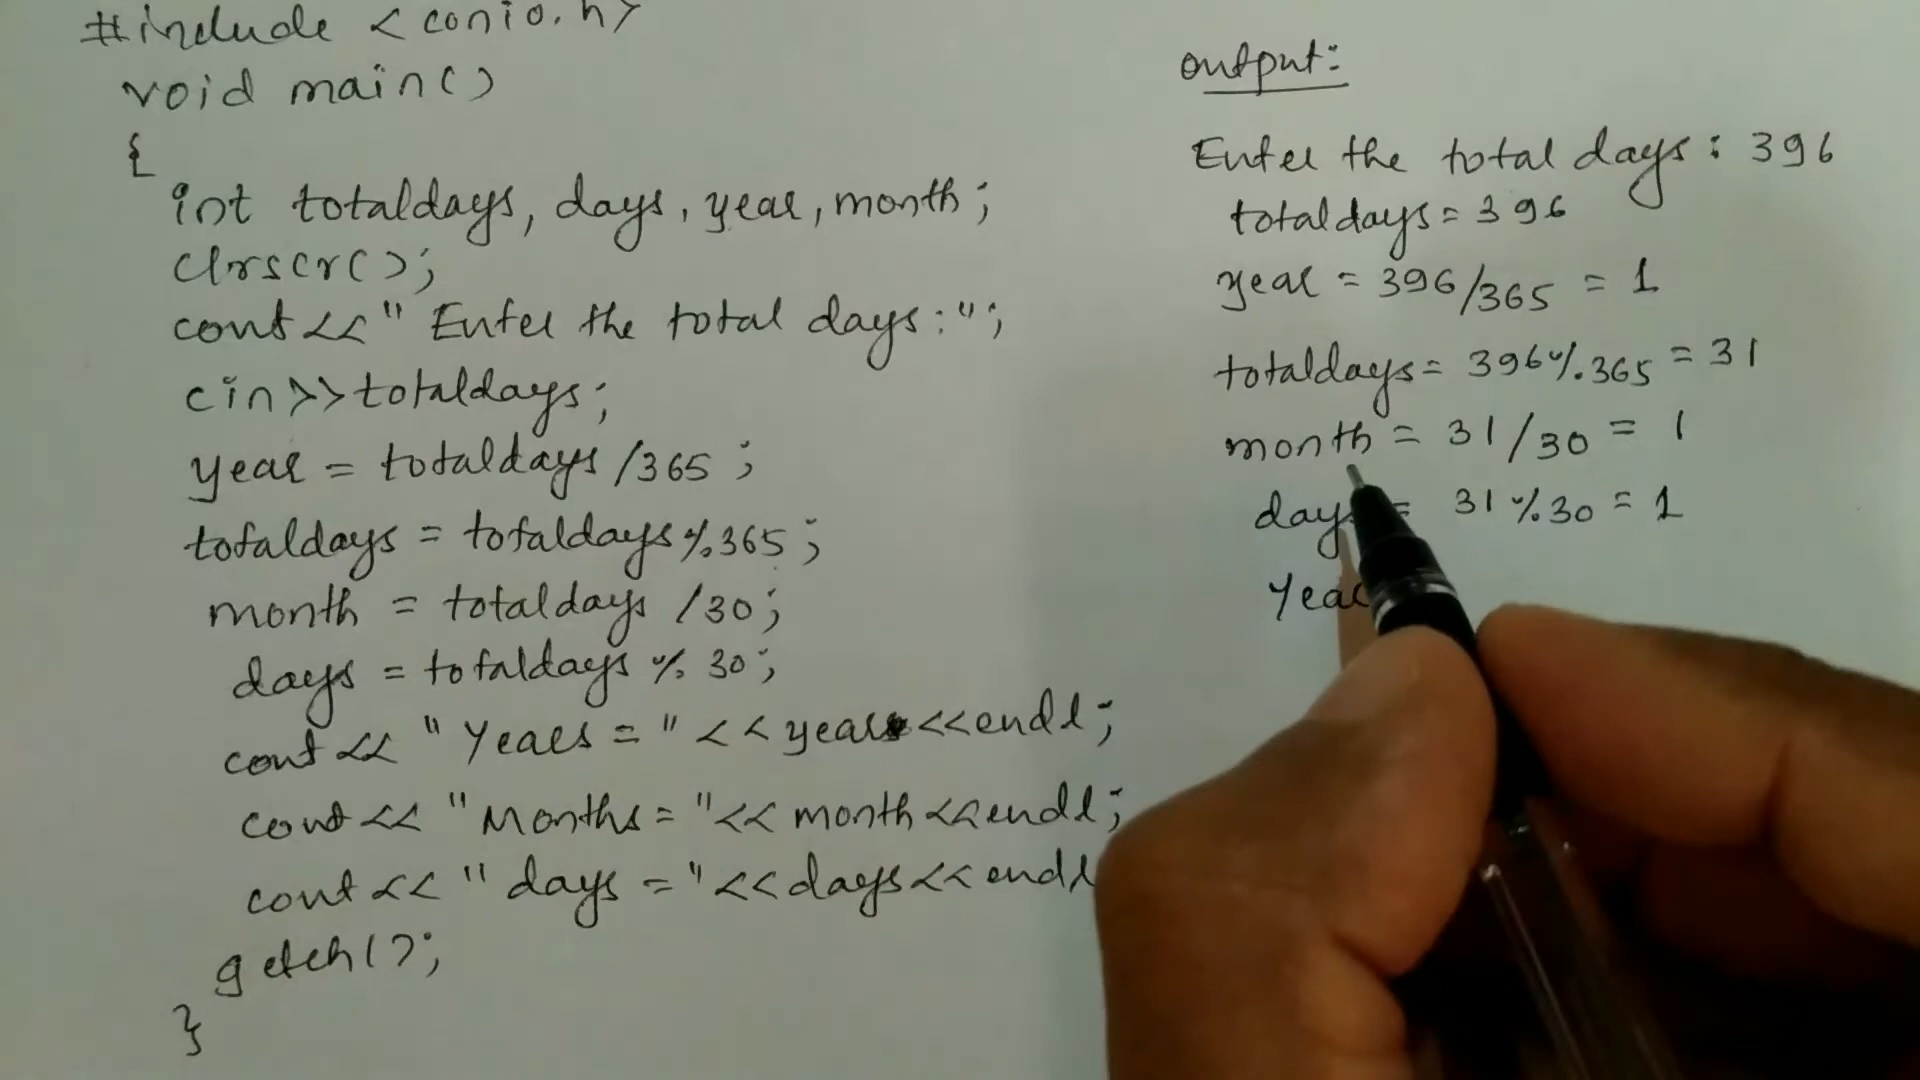 #include <conio.h>
void main()
{
int totaldays, days, year, month;
clrscr();
cout<<" Enter the total days:";
cin>>totaldays;
year = totaldays /365 ;
totaldays = totaldays%365;
month = totaldays /30;
days = totaldays % 30;
cout << "Years = "<<year<<endl;
cout << "Months = "<< month<<endl;
cout << " days = "<<days<<endl
getch();
}
output:
Enter the total days: 396
totaldays = 396
year = 396/365 = 1
totaldays = 396%365 = 31
month = 31/30 = 1
days = 31%30 = 1
Year